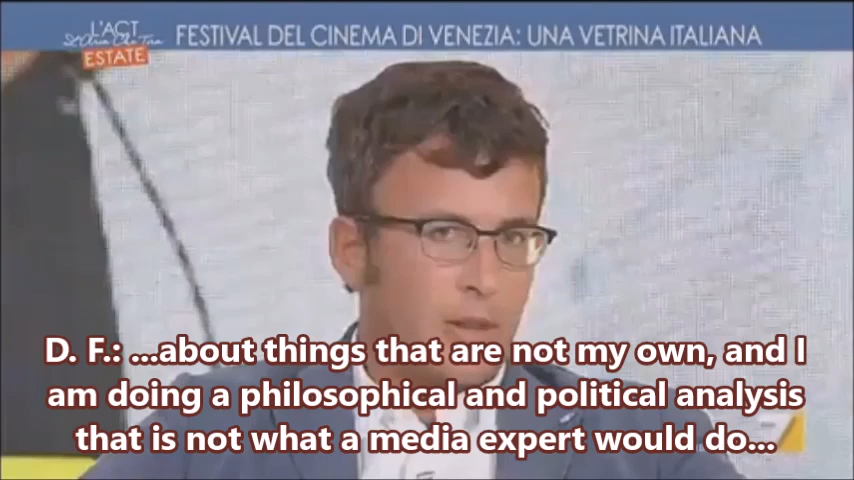 L'ACT
FESTIVAL DEL CINEMA DI VENEZIA: UNA VETRINA ITALIANA
ESTATE
D. F.: ...about things that are not my own, and I
am doing a philosophical and political analysis
that is not what a media expert would do...